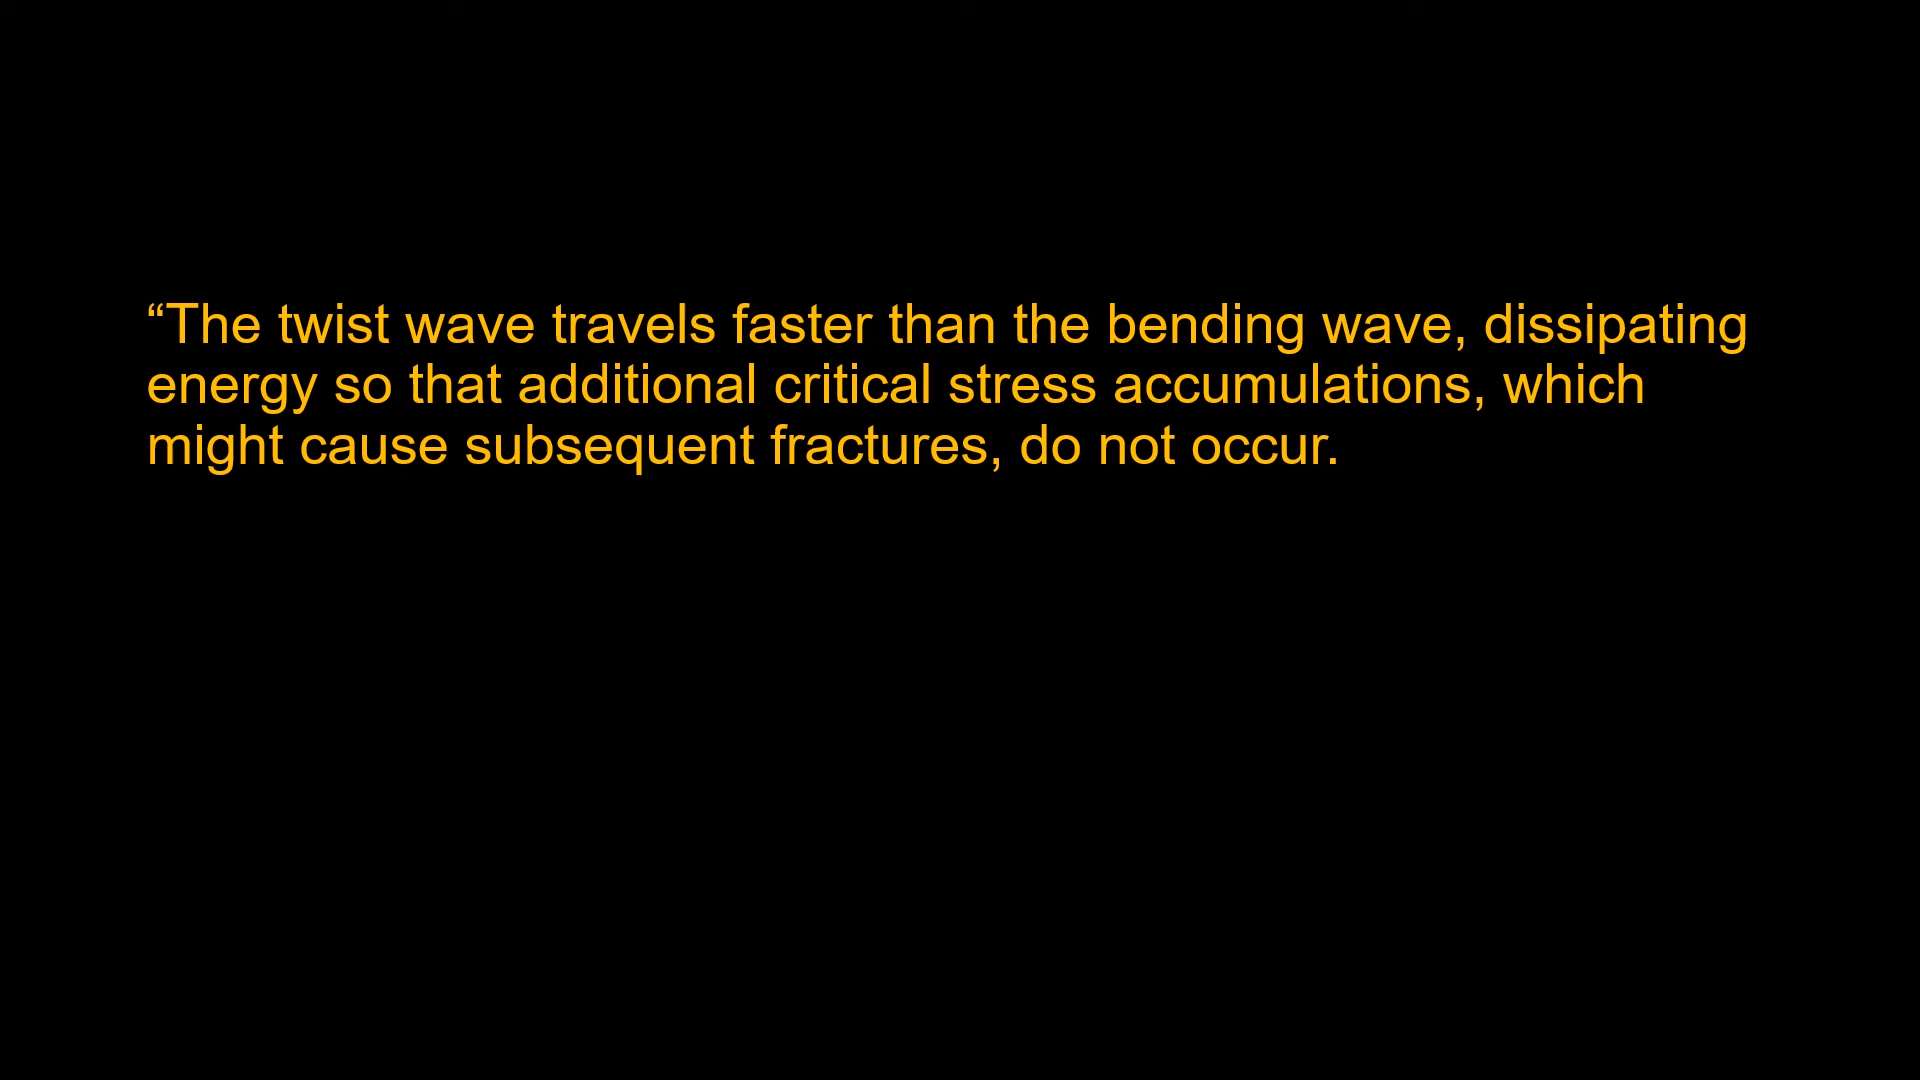 “The twist wave travels faster than the bending wave, dissipating
energy so that additional critical stress accumulations, which
might cause subsequent fractures, do not occur.